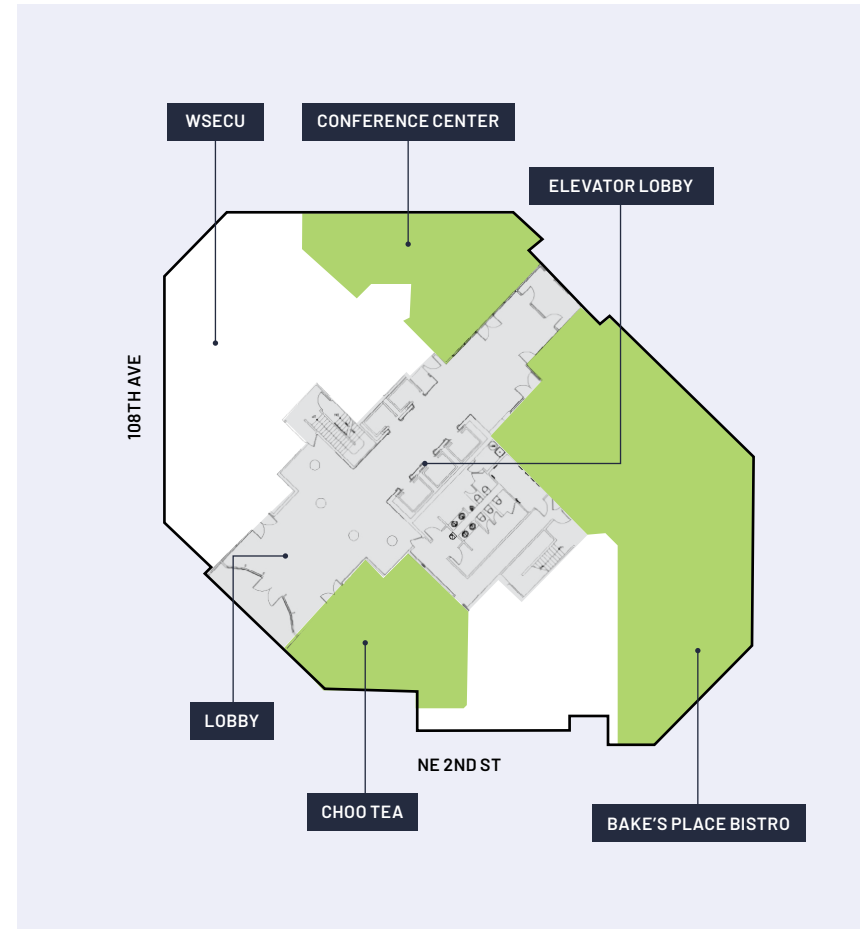 WSECU
CONFERENCE CENTER
ELEVATOR LOBBY
108TH AVE
LOBBY
NE 2ND ST
CHOO TEA
BAKE’S PLACE BISTRO